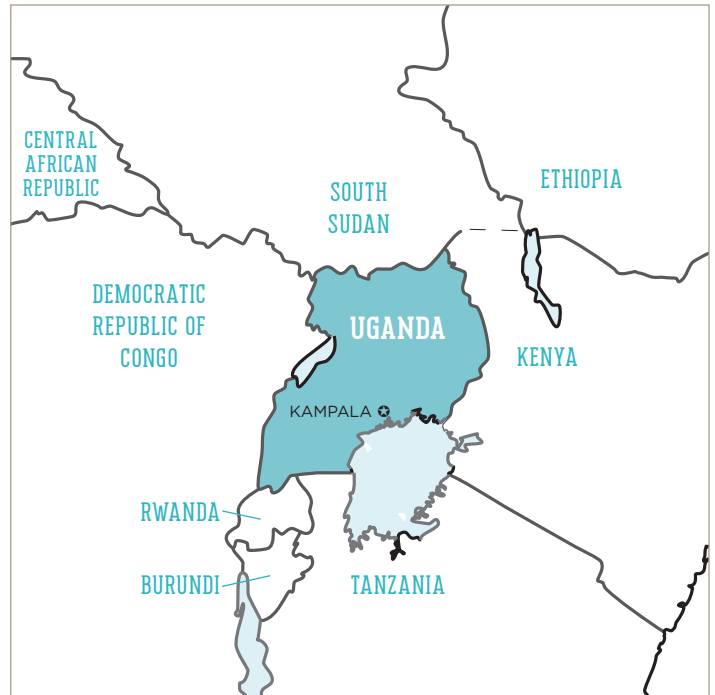 CENTRAL
AFRICAN
REPUBLIC
ETHIOPIA
SOUTH
SUDAN
DEMOCRATIC
REPUBLIC OF
CONGO
UGANDA
KENYA
KAMPALA
RWANDA
BURUNDI
TANZANIA